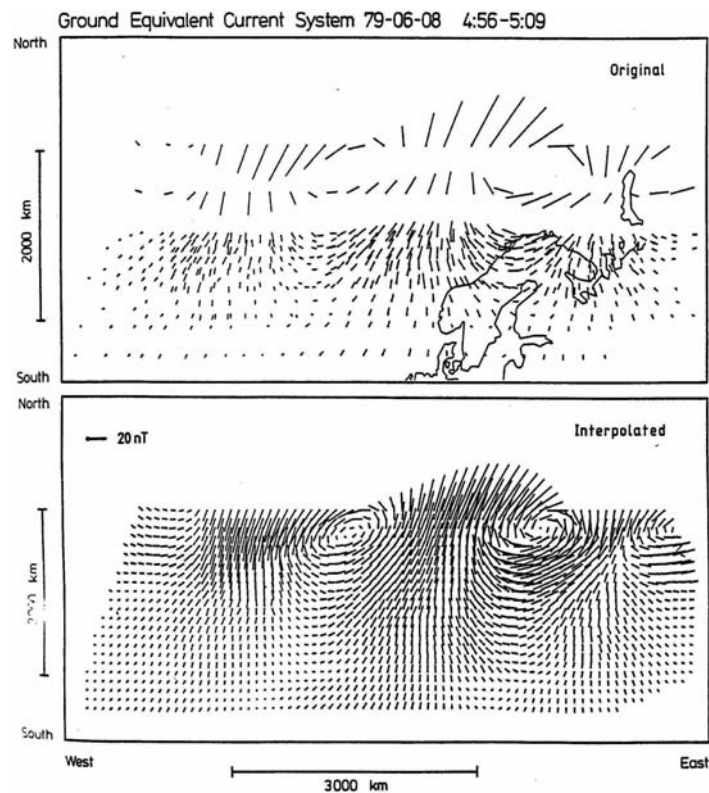 Ground Equivalent Current System 79-06-08 4:56-5:09
North
Original
2000 km
South
North
20 nT
Interpolated
km
South
West
East
3000 km